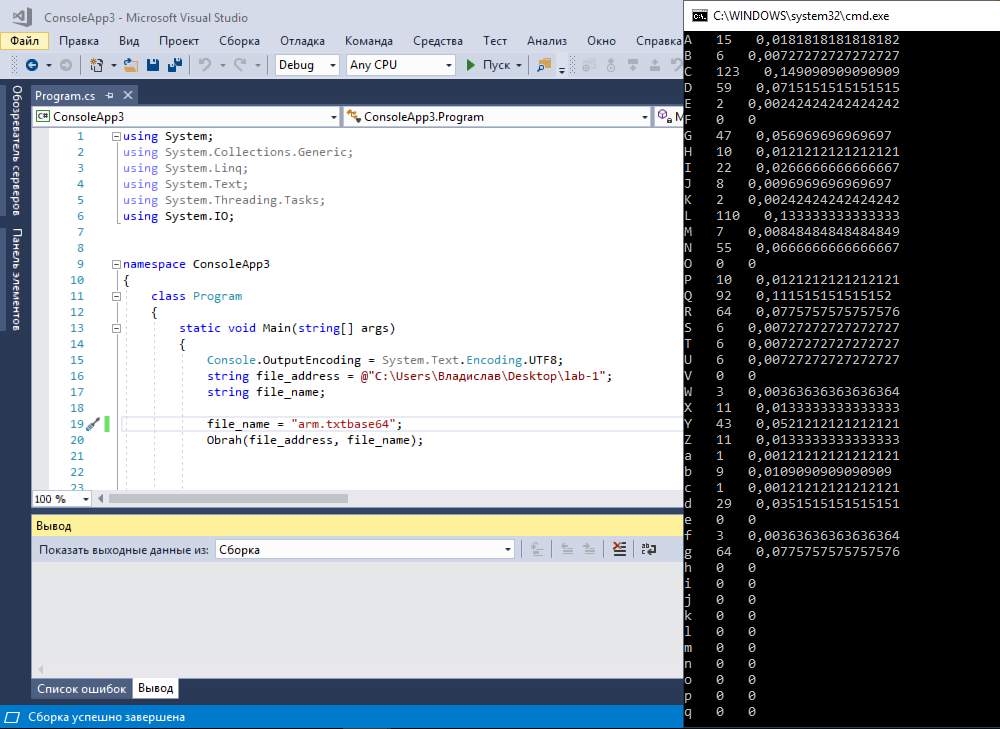 ConsoleApp3 - Microsoft Visual Studio
Файл Правка Вид Проект Сборка Отладка Команда Средства Тест Анализ Окно Справка
Debug Any CPU Пуск
Обозреватель серверов
Панель элементов
Program.cs
C# ConsoleApp3 ConsoleApp3.Program M
1 using System;
2 using System.Collections.Generic;
3 using System.Linq;
4 using System.Text;
5 using System.Threading.Tasks;
6 using System.IO;
7
8
9 namespace ConsoleApp3
10 {
11 class Program
12 {
13 static void Main(string[] args)
14 {
15 Console.OutputEncoding = System.Text.Encoding.UTF8;
16 string file_address = @"C:\Users\Владислав\Desktop\lab-1";
17 string file_name;
18
19 file_name = "arm.txtbase64";
20 Obrah(file_address, file_name);
21
22
23
100 %
Вывод
Показать выходные данные из: Сборка
Список ошибок Вывод
Сборка успешно завершена
C:\WINDOWS\system32\cmd.exe
A 15 0,0181818181818182
B 6 0,00727272727272727
C 123 0,149090909090909
D 59 0,0715151515151515
E 2 0,00242424242424242
F 0 0
G 47 0,056969696969697
H 10 0,0121212121212121
I 22 0,0266666666666667
J 8 0,0096969696969697
K 2 0,00242424242424242
L 110 0,133333333333333
M 7 0,00848484848484849
N 55 0,0666666666666667
O 0 0
P 10 0,0121212121212121
Q 92 0,111515151515152
R 64 0,0775757575757576
S 6 0,00727272727272727
T 6 0,00727272727272727
U 6 0,00727272727272727
V 0 0
W 3 0,00363636363636364
X 11 0,0133333333333333
Y 43 0,0521212121212121
Z 11 0,0133333333333333
a 1 0,00121212121212121
b 9 0,0109090909090909
c 1 0,00121212121212121
d 29 0,0351515151515151
e 0 0
f 3 0,00363636363636364
g 64 0,0775757575757576
h 0 0
i 0 0
j 0 0
k 0 0
l 0 0
m 0 0
n 0 0
o 0 0
p 0 0
q 0 0